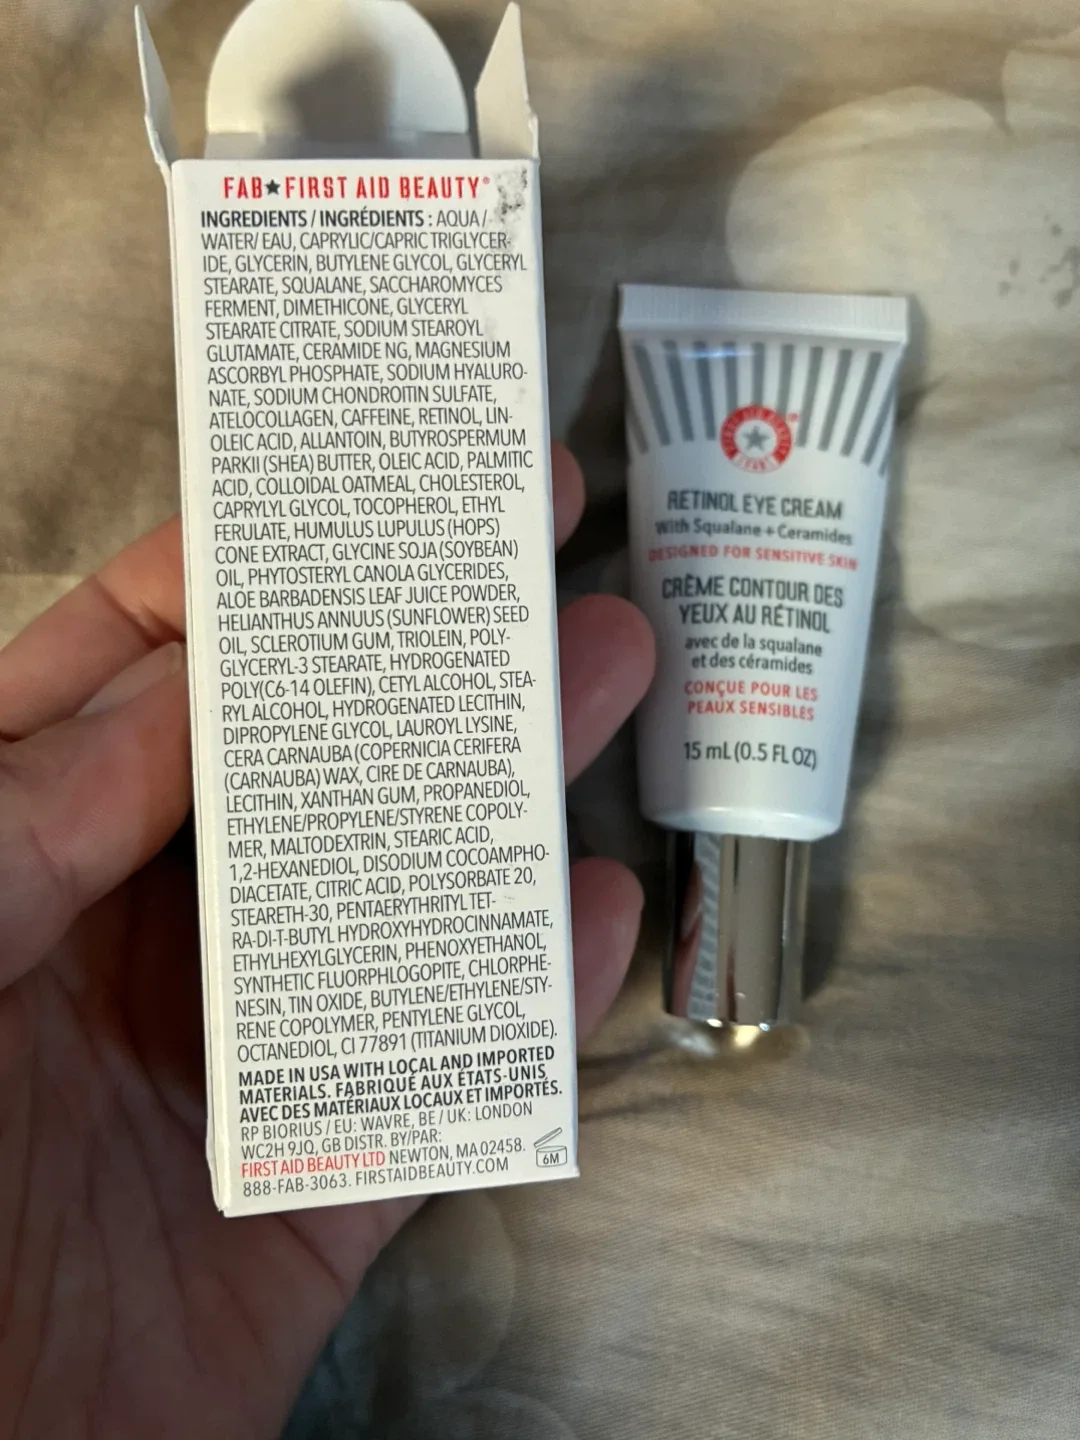 FAB★FIRST AID BEAUTY®
INGREDIENTS / INGRÉDIENTS : AQUA /
WATER/ EAU, CAPRYLIC/CAPRIC TRIGLYCER-
IDE, GLYCERIN, BUTYLENE GLYCOL, GLYCERYL
STEARATE, SQUALANE, SACCHAROMYCES
FERMENT, DIMETHICONE, GLYCERYL
STEARATE CITRATE, SODIUM STEAROYL
GLUTAMATE, CERAMIDE NG, MAGNESIUM
ASCORBYL PHOSPHATE, SODIUM HYALURO-
NATE, SODIUM CHONDROITIN SULFATE,
ATELOCOLLAGEN, CAFFEINE, RETINOL, LIN-
OLEIC ACID, ALLANTOIN, BUTYROSPERMUM
PARKII (SHEA) BUTTER, OLEIC ACID, PALMITIC
ACID, COLLOIDAL OATMEAL, CHOLESTEROL,
CAPRYLYL GLYCOL, TOCOPHEROL, ETHYL
FERULATE, HUMULUS LUPULUS (HOPS)
CONE EXTRACT, GLYCINE SOJA (SOYBEAN)
OIL, PHYTOSTERYL CANOLA GLYCERIDES,
ALOE BARBADENSIS LEAF JUICE POWDER,
HELIANTHUS ANNUUS (SUNFLOWER) SEED
OIL, SCLEROTIUM GUM, TRIOLEIN, POLY-
GLYCERYL-3 STEARATE, HYDROGENATED
POLY(C6-14 OLEFIN), CETYL ALCOHOL, STEA-
RYL ALCOHOL, HYDROGENATED LECITHIN,
DIPROPYLENE GLYCOL, LAUROYL LYSINE,
CERA CARNAUBA (COPERNICIA CERIFERA
(CARNAUBA) WAX, CIRE DE CARNAUBA),
LECITHIN, XANTHAN GUM, PROPANEDIOL,
ETHYLENE/PROPYLENE/STYRENE COPOLY-
MER, MALTODEXTRIN, STEARIC ACID,
1,2-HEXANEDIOL, DISODIUM COCOAMPHO-
DIACETATE, CITRIC ACID, POLYSORBATE 20,
STEARETH-30, PENTAERYTHRITYL TET-
RA-DI-T-BUTYL HYDROXYHYDROCINNAMATE,
ETHYLHEXYLGLYCERIN, PHENOXYETHANOL,
SYNTHETIC FLUORPHLOGOPITE, CHLORPHE-
NESIN, TIN OXIDE, BUTYLENE/ETHYLENE/STY-
RENE COPOLYMER, PENTYLENE GLYCOL,
OCTANEDIOL, CI 77891 (TITANIUM DIOXIDE).
MADE IN USA WITH LOCAL AND IMPORTED
MATERIALS. FABRIQUÉ AUX ÉTATS-UNIS
AVEC DES MATÉRIAUX LOCAUX ET IMPORTÉS.
RP BIORIUS / EU: WAVRE, BE / UK: LONDON
WC2H 9JQ, GB DISTR. BY/PAR:
FIRST AID BEAUTY LTD NEWTON, MA 02458.
888-FAB-3063. FIRSTAIDBEAUTY.COM
6M
RETINOL EYE CREAM
With Squalane + Ceramides
DESIGNED FOR SENSITIVE SKIN
CRÈME CONTOUR DES
YEUX AU RÉTINOL
avec de la squalane
et des céramides
CONÇUE POUR LES
PEAUX SENSIBLES
15 mL (0.5 FL OZ)